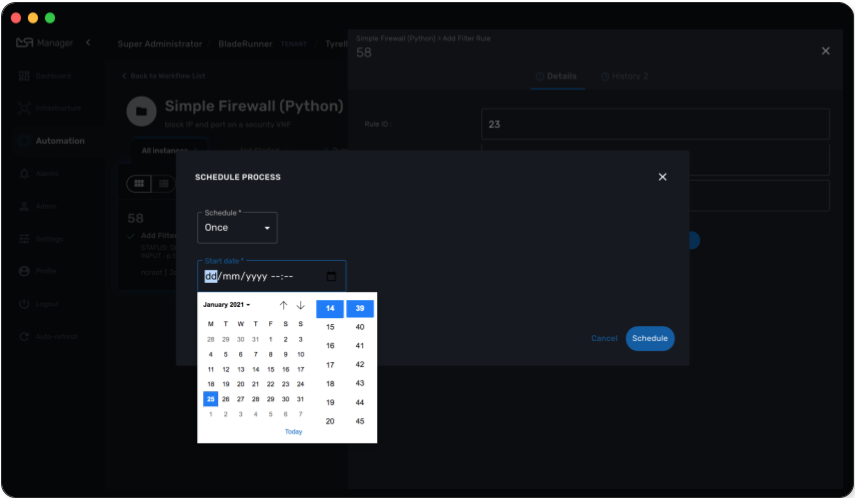 Manager
Super Administrator / BladeRunner TENANT / Tyrell
Simple Firewall (Python) > Add Filter Rule
58
Dashboard
Infrastructure
Automation
Alarms
Admin
Settings
Profile
Logout
Auto refresh
Back to Workflow List
Simple Firewall (Python)
block IP and port on a security VNF
All instances
58
Add Filter
Details
History 2
Rule ID :
23
SCHEDULE PROCESS
Schedule *
Once
Start date *
dd/mm/yyyy --:--
January 2021
M T W T F S S
28 29 30 31 1 2 3
4 5 6 7 8 9 10
11 12 13 14 15 16 17
18 19 20 21 22 23 24
25 26 27 28 29 30 31
1 2 3 4 5 6 7
Today
14 39
15 40
16 41
17 42
18 43
19 44
20 45
Cancel
Schedule